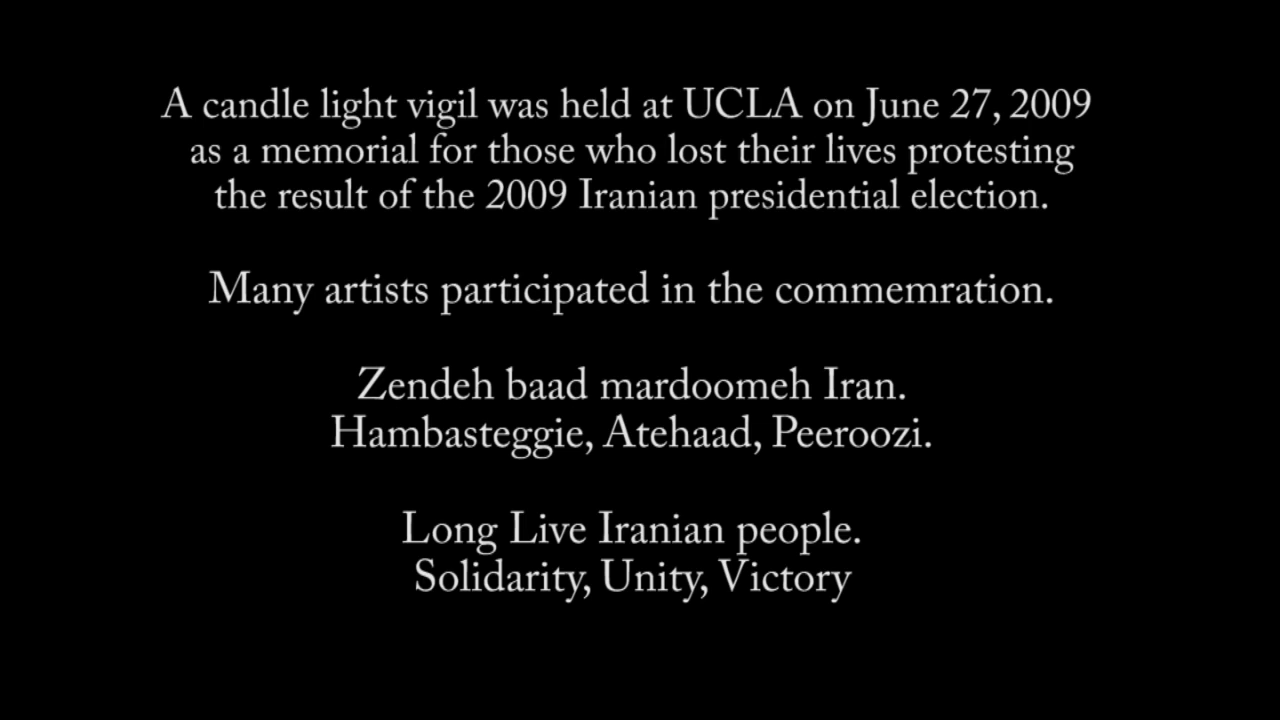 A candle light vigil was held at UCLA on June 27, 2009
as a memorial for those who lost their lives protesting
the result of the 2009 Iranian presidential election.
Many artists participated in the commemration.
Zendeh baad mardoomeh Iran.
Hambasteggie, Atehaad, Peeroozi.
Long Live Iranian people.
Solidarity, Unity, Victory